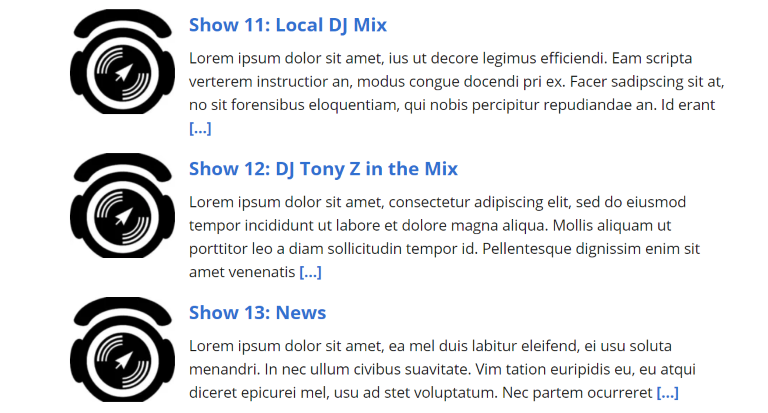 Show 11: Local DJ Mix
Lorem ipsum dolor sit amet, ius ut decore legimus efficiendi. Eam scripta
verterem instructior an, modus congue docendi pri ex. Facer sadipscing sit at,
no sit forensibus eloquentiam, qui nobis percipitur repudiandae an. Id erant
[...]
Show 12: DJ Tony Z in the Mix
Lorem ipsum dolor sit amet, consectetur adipiscing elit, sed do eiusmod
tempor incididunt ut labore et dolore magna aliqua. Mollis aliquam ut
porttitor leo a diam sollicitudin tempor id. Pellentesque dignissim enim sit
amet venenatis [...]
Show 13: News
Lorem ipsum dolor sit amet, ea mel duis labitur eleifend, ei usu soluta
menandri. In nec ullum civibus suavitate. Vim tation euripidis eu, eu atqui
diceret epicurei mel, usu ad stet voluptatum. Nec partem ocurreret [...]